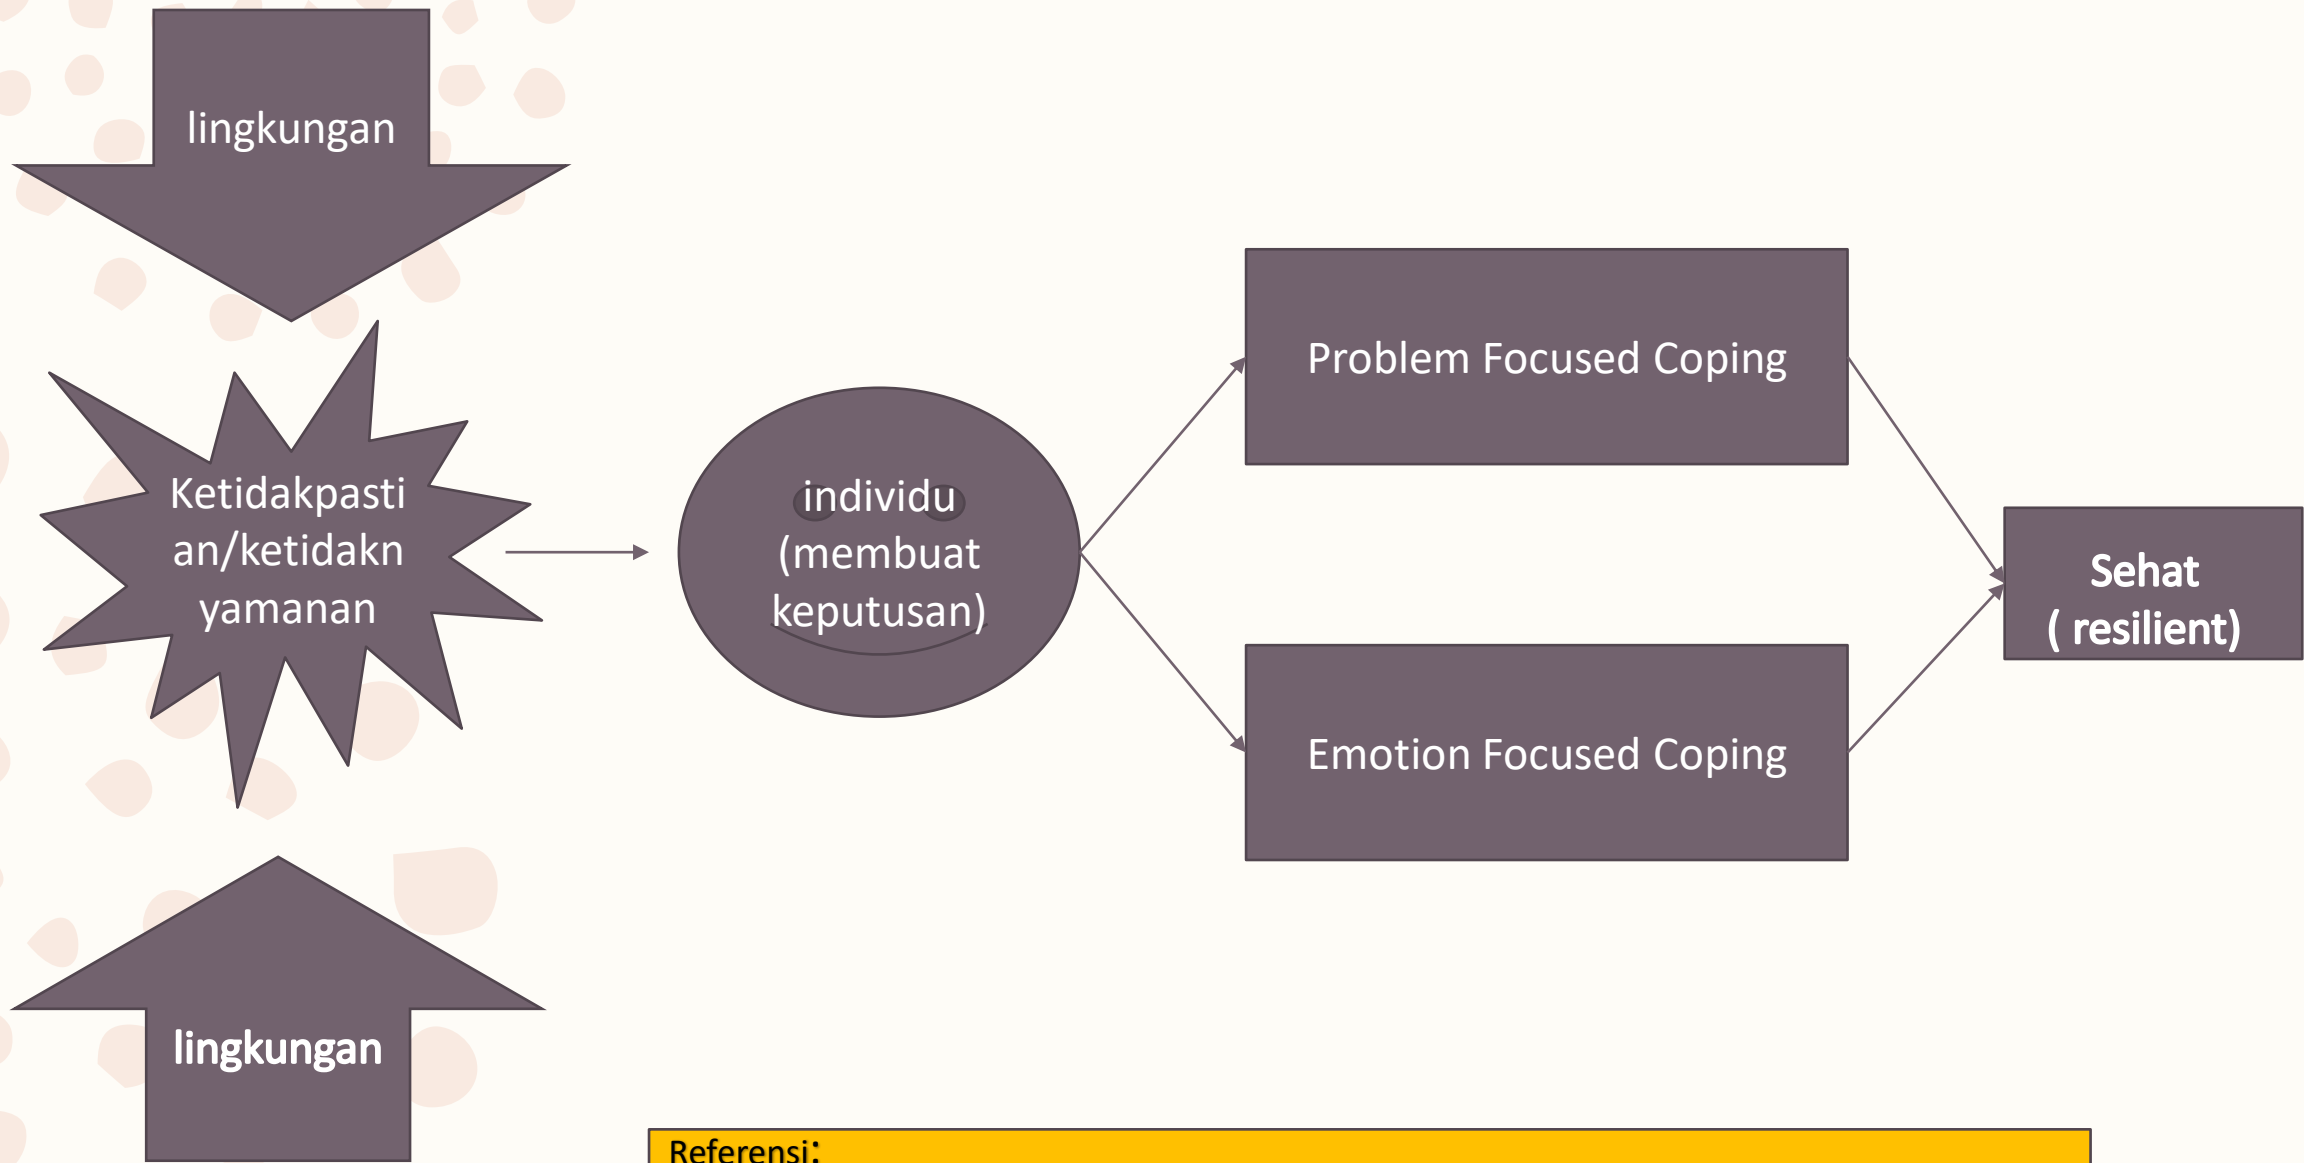 lingkungan
Ketidakpasti
an/ketidakn
yamanan
individu
(membuat
keputusan)
Problem Focused Coping
Emotion Focused Coping
Sehat
( resilient)
lingkungan
Referensi: